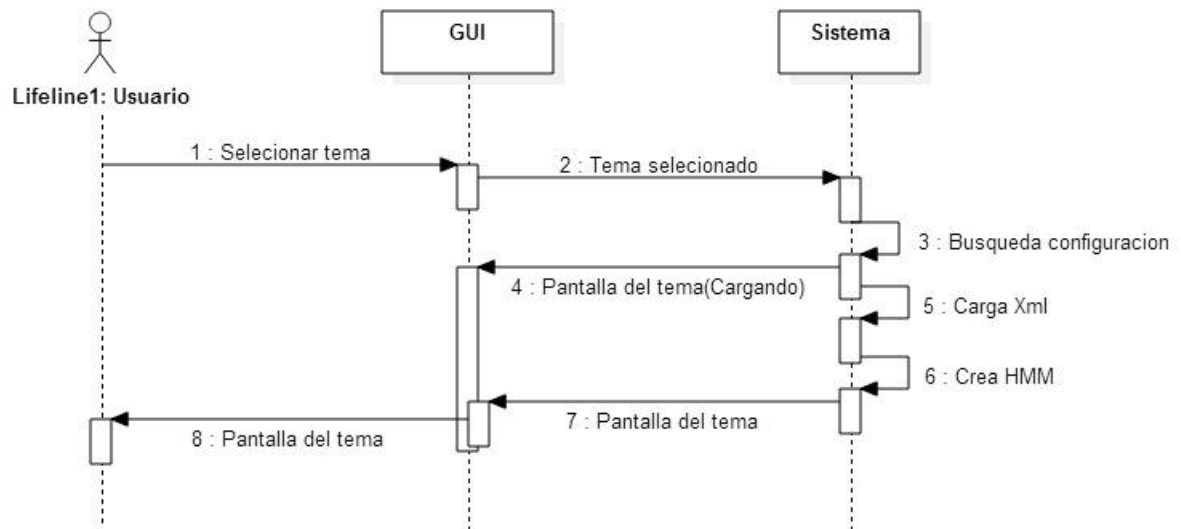 GUI
Sistema
Lifeline1: Usuario
1 : Selecionar tema
2 : Tema selecionado
3 : Busqueda configuracion
4 : Pantalla del tema(Cargando)
5 : Carga Xml
6 : Crea HMM
7 : Pantalla del tema
8 : Pantalla del tema